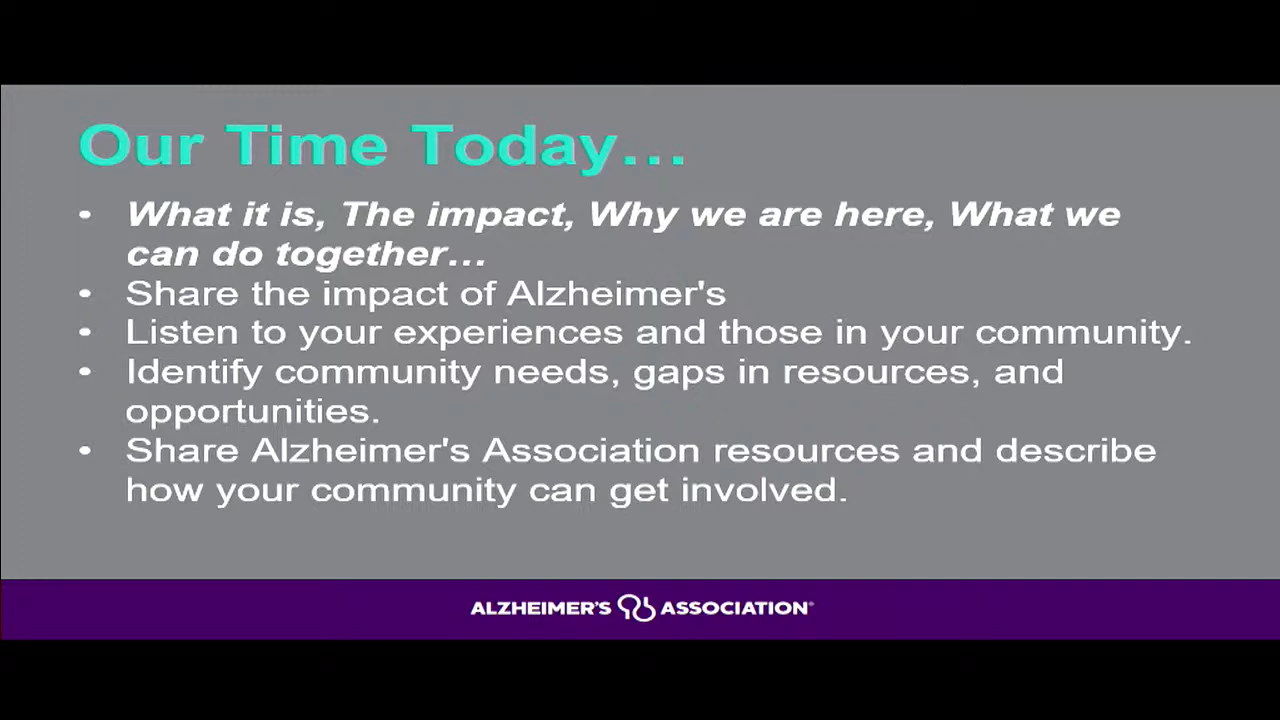 Our Time Today...
• What it is, The impact, Why we are here, What we
can do together...
• Share the impact of Alzheimer's
• Listen to your experiences and those in your community.
• Identify community needs, gaps in resources, and
opportunities.
• Share Alzheimer's Association resources and describe
how your community can get involved.
ALZHEIMER'S ASSOCIATION®